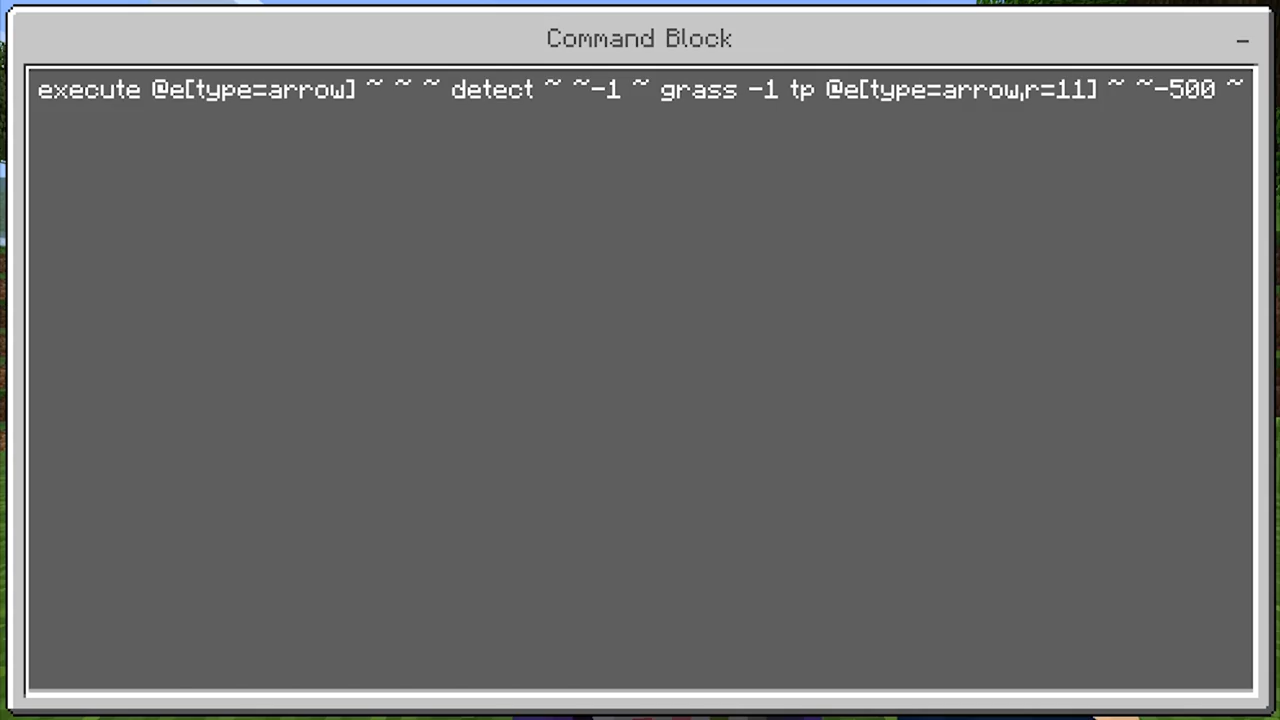 Command Block
execute @e[type=arrow] ~ ~ ~ detect ~ ~-1 ~ grass -1 tp @e[type=arrow,r=11] ~ ~-500 ~